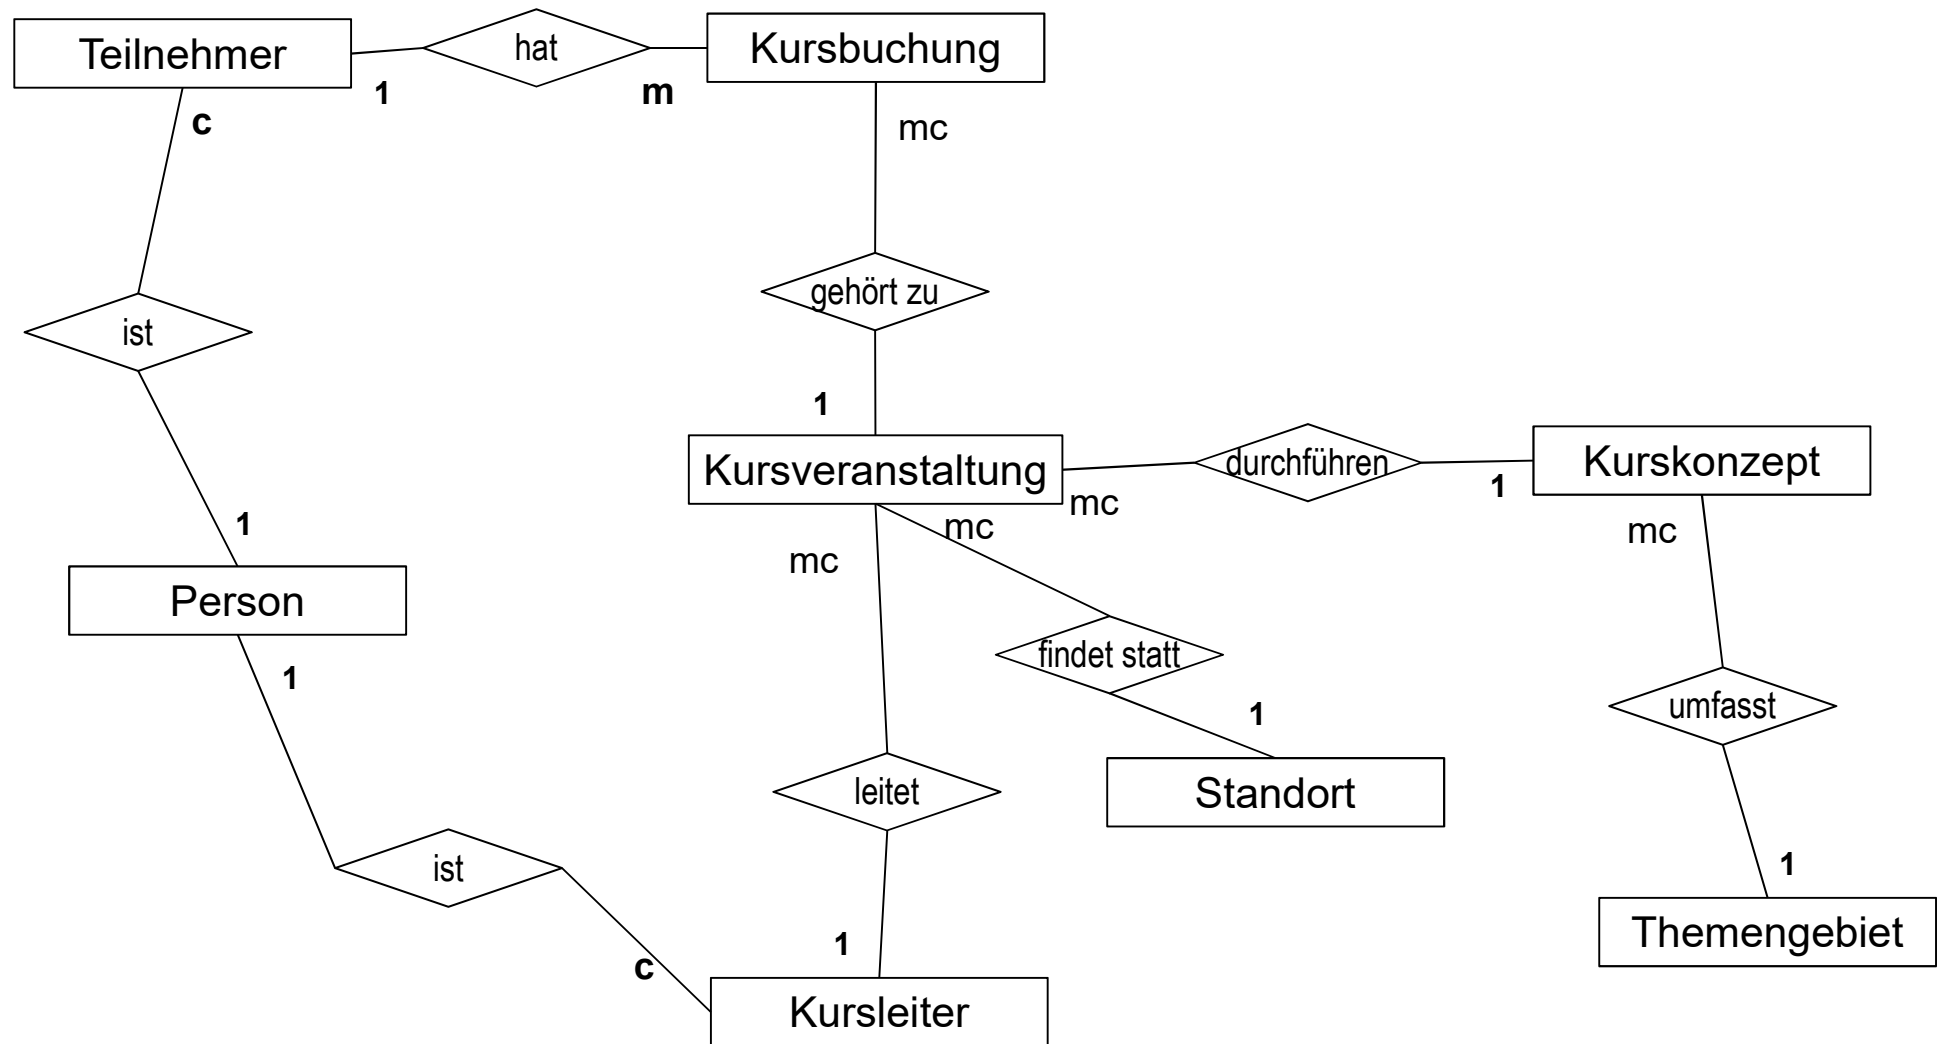 Teilnehmer
hat
Kursbuchung
1
m
c
mc
gehört zu
ist
1
durchführen
Kurskonzept
Kursveranstaltung
1
mc
mc
mc
mc
1
Person
findet statt
1
1
umfasst
leitet
Standort
1
ist
Themengebiet
1
c
Kursleiter